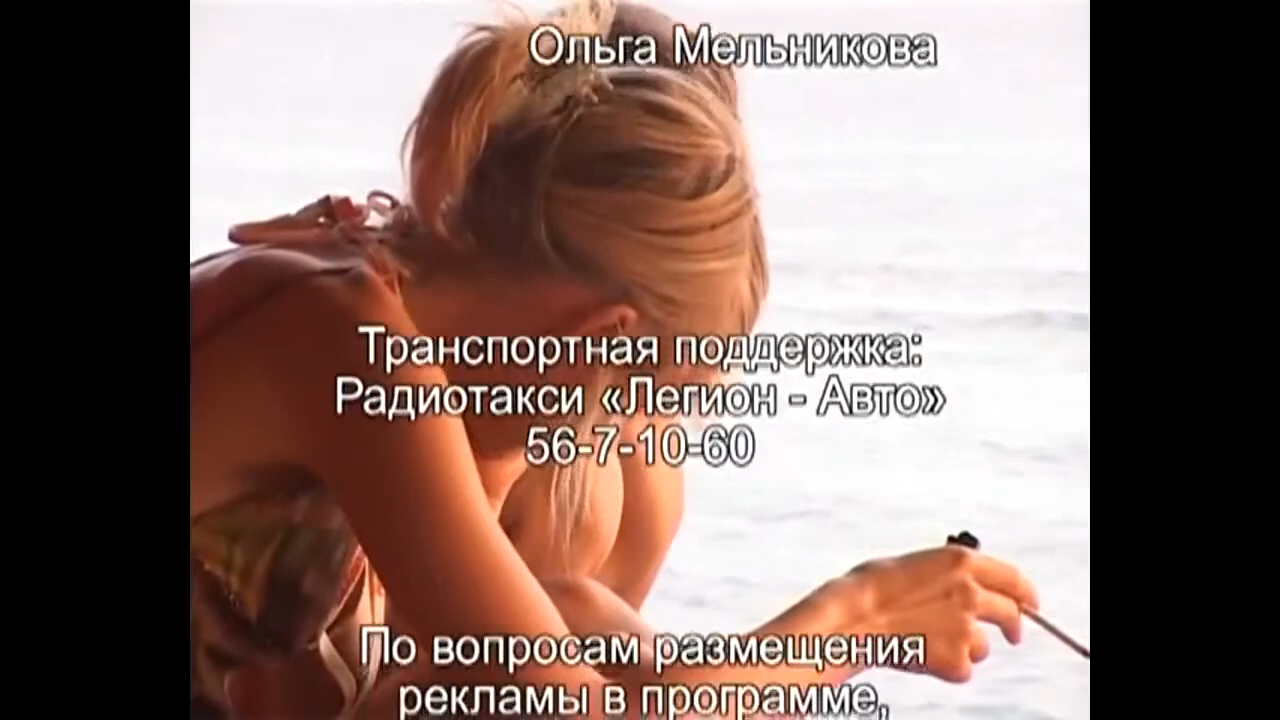 Ольга Мельникова
Транспортная поддержка:
Радиотакси «Легион - Авто»
56-7-10-60
По вопросам размещения
рекламы в программе,